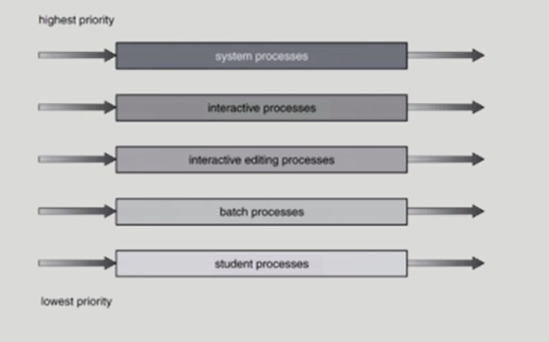 highest priority
system processes
interactive processes
interactive editing processes
batch processes
student processes
lowest priority